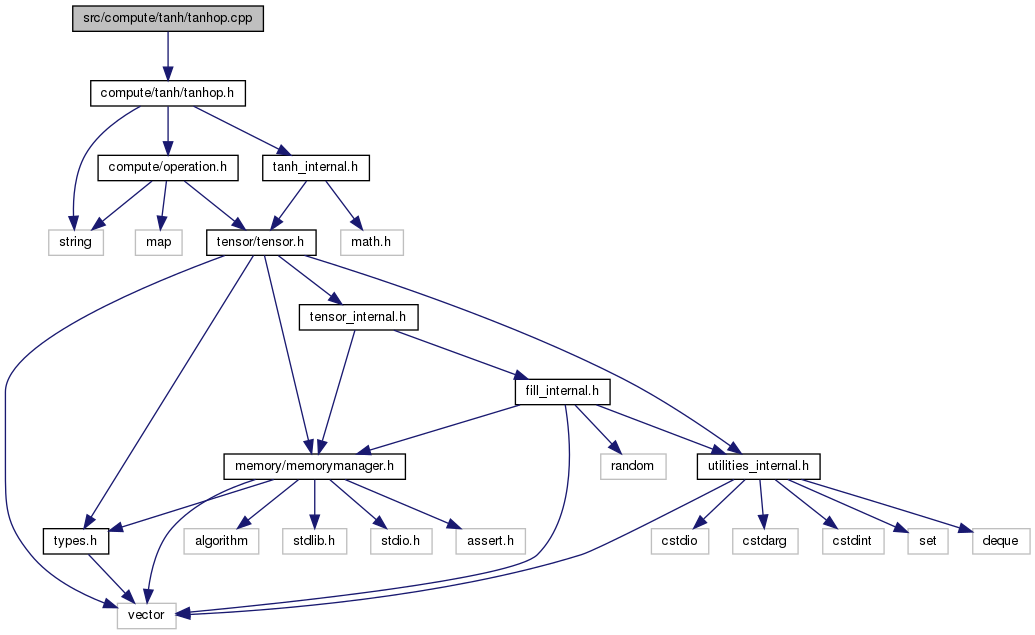 src/compute/tanh/tanhop.cpp
compute/tanh/tanhop.h
compute/operation.h
tanh_internal.h
string
map
tensor/tensor.h
math.h
tensor_internal.h
fill_internal.h
memory/memorymanager.h
random
utilities_internal.h
types.h
algorithm
stdlib.h
stdio.h
assert.h
cstdio
cstdarg
cstdint
set
deque
vector